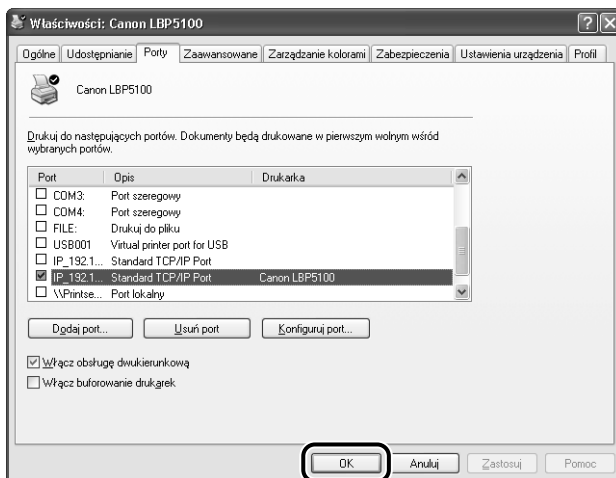 Właściwości: Canon LBP5100
Ogólne Udostępnianie Porty Zaawansowane Zarządzanie kolorami Zabezpieczenia Ustawienia urządzenia Profil
Canon LBP5100
Drukuj do następujących portów. Dokumenty będą drukowane w pierwszym wolnym wśród
wybranych portów.
Port Opis Drukarka
COM3: Port szeregowy
COM4: Port szeregowy
FILE: Drukuj do pliku
USB001 Virtual printer port for USB
IP_192.1... Standard TCP/IP Port
IP_192.1... Standard TCP/IP Port Canon LBP5100
\\Printse... Port lokalny
Dodaj port... Usuń port Konfiguruj port...
Włącz obsługę dwukierunkową
Włącz buforowanie drukarek
OK Anuluj Zastosuj Pomoc